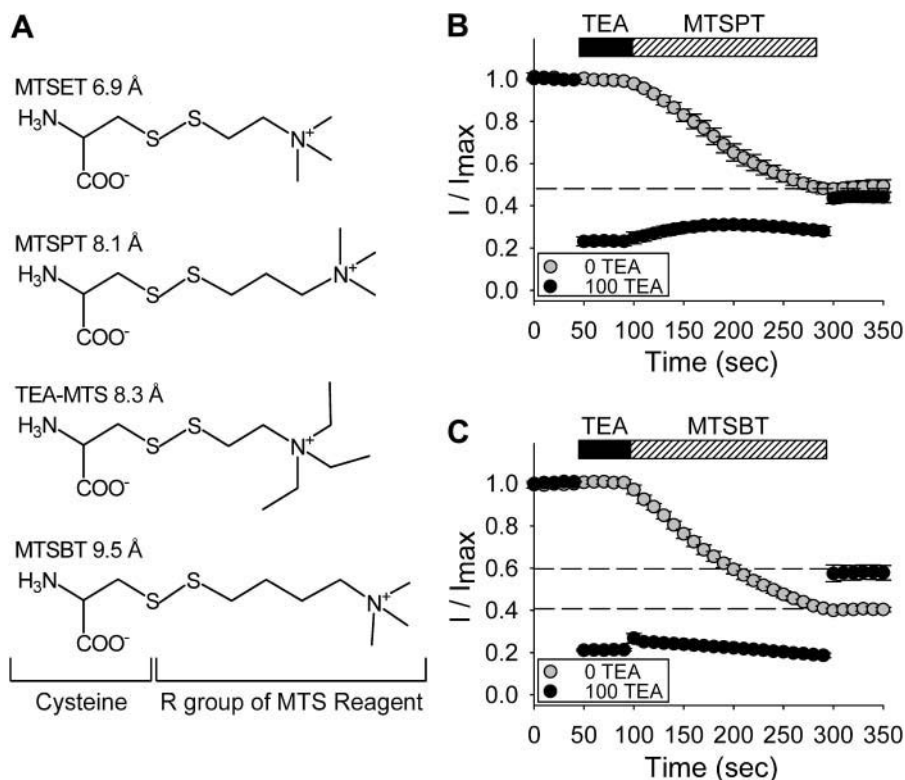 A
MTSET 6.9 Å
H₃N
S
S
N⁺
COO⁻
MTSPT 8.1 Å
H₃N
S
S
N⁺
COO⁻
TEA-MTS 8.3 Å
H₃N
S
S
N⁺
COO⁻
MTSBT 9.5 Å
H₃N
S
S
N⁺
COO⁻
Cysteine
R group of MTS Reagent
B
TEA
MTSPT
I / Imax
1.0
0.8
0.6
0.4
0.2
0.0
0 TEA
100 TEA
0 50 100 150 200 250 300 350
Time (sec)
C
TEA
MTSBT
I / Imax
1.0
0.8
0.6
0.4
0.2
0.0
0 TEA
100 TEA
0 50 100 150 200 250 300 350
Time (sec)